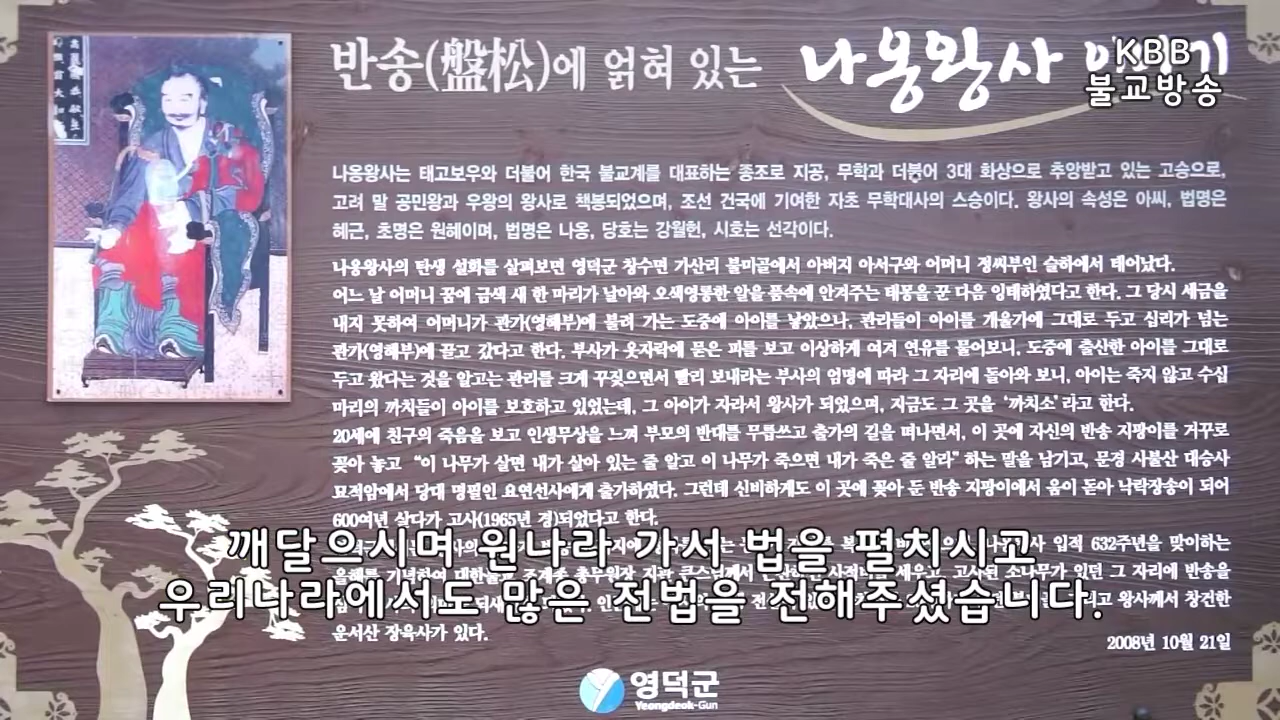 반송(盤松)에 얽혀 있는 나옹왕사
KBB
불교방송
나옹왕사는 태고보우와 더불어 한국 불교계를 대표하는 종조로 지공, 무학과 더붛어 3대 화상으로 추앙받고 있는 고승으로,
고려 말 공민왕과 우왕의 왕사로 책봉되었으며, 조선 건국에 기여한 자초 무학대사의 스승이다. 왕사의 속성은 아씨, 법명은
혜근, 초명은 원혜이며, 법명은 나옹, 당호는 강월헌, 시호는 선각이다.
나옹왕사의 탄생 설화를 살펴보면 영덕군 창수면 가산리 불미골에서 아버지 아서구와 어머니 정씨부인 슬하에서 태어났다.
어느 날 어머니 꿈에 금색 새 한 마리가 날아와 오색영롱한 알을 품속에 안겨주는 태몽을 꾼 다음 잉태하였다고 한다. 그 당시 세금을
내지 못하여 어머니가 관가(영해부)에 불려 가는 도중에 아이를 낳았으나, 관리들이 아이를 개울가에 그대로 두고 십리가 넘는
관가(영해부)에 끌고 갔다고 한다. 부사가 옷자락에 묻은 피를 보고 이상하게 여겨 연유를 물어보니, 도중에 출산한 아이를 그대로
두고 왔다는 것을 알고는 관리를 크게 꾸짖으면서 빨리 보내라는 부사의 엄명에 따라 그 자리에 돌아와 보니, 아이는 죽지 않고 수십
마리의 까치들이 아이를 보호하고 있었는데, 그 아이가 자라서 왕사가 되었으며, 지금도 그 곳을 ‘까치소’라고 한다.
20세에 친구의 죽음을 보고 인생무상을 느껴 부모의 반대를 무릅쓰고 출가의 길을 떠나면서, 이 곳에 자신의 반송 지팡이를 거꾸로
꽂아 놓고 “이 나무가 살면 내가 살아 있는 줄 알고 이 나무가 죽으면 내가 죽은 줄 알라” 하는 말을 남기고, 문경 사불산 대승사
묘적암에서 당대 명필인 요연선사에게 출가하였다. 그런데 신비하게도 이 곳에 꽂아 둔 반송 지팡이에서 움이 돋아 낙락장송이 되어
600여년 살다가 고사(1965년 경)되었다고 한다.
입적 632주년을 맞이하는
깨달으시며 원나라 가서 법을 펼치시고
고사된 소나무가 있던 그 자리에 반송을
우리나라에서도 많은 전법을 전해주셨습니다.
왕사께서 창건한
운서산 장육사가 있다.
2008년 10월 21일
영덕군
Yeongdeok-Gun